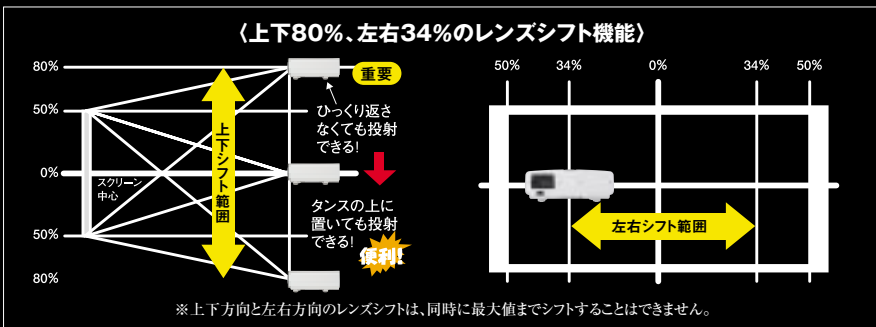 〈上下80%、左右34%のレンズシフト機能〉
80%
50%
0%
50%
80%
スクリーン
中心
上下シフト範囲
重要
ひっくり返さ
なくても投射
できる!
タンスの上に
置いても投射
できる!
便利!
50%
34%
0%
34%
50%
左右シフト範囲
※上下方向と左右方向のレンズシフトは、同時に最大値までシフトすることはできません。